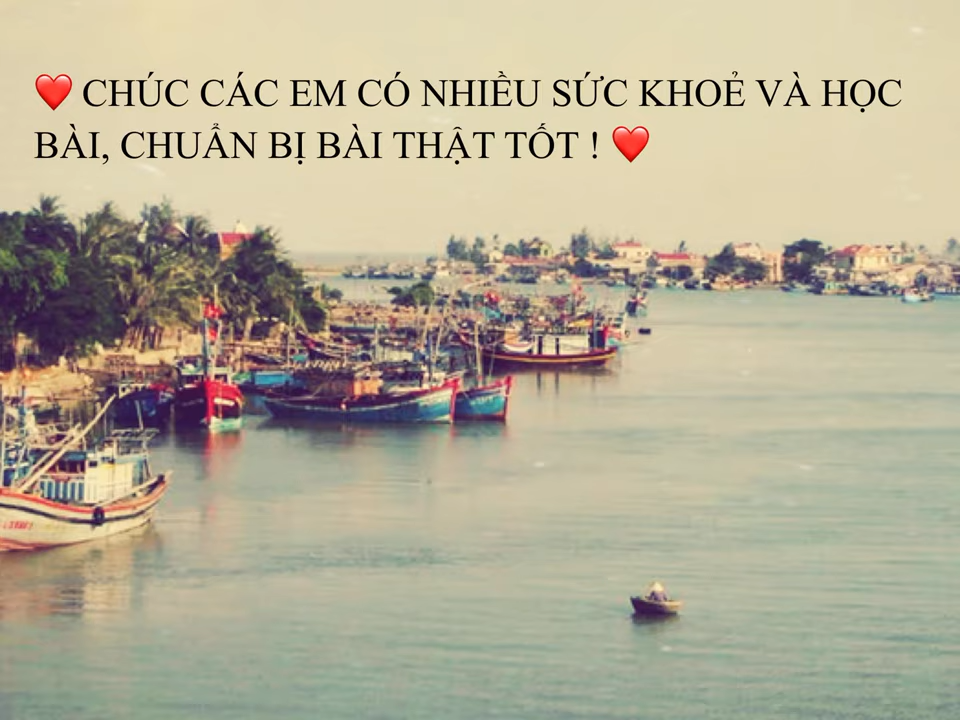 ❤️ CHÚC CÁC EM CÓ NHIỀU SỨC KHOẺ VÀ HỌC
BÀI, CHUẨN BỊ BÀI THẬT TỐT ! ❤️